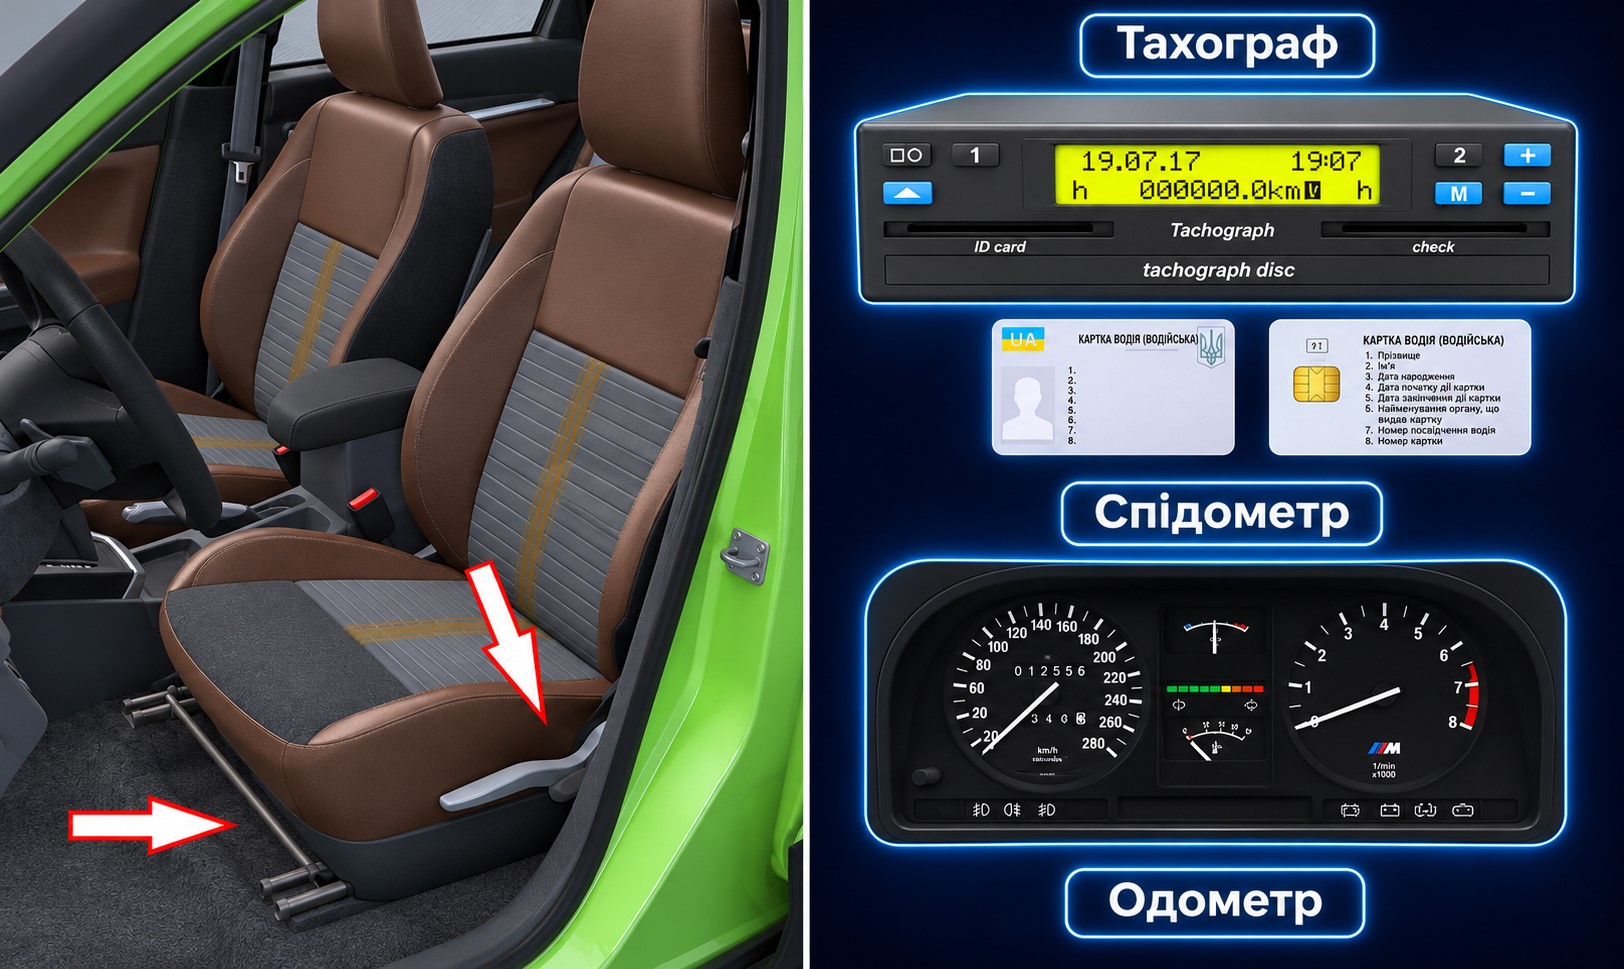 Тахограф
1
19.07.17 19:07
h 000000.0km V h
2
+
M
−
Tachograph
ID card
check
tachograph disc
UA
КАРТКА ВОДІЯ (ВОДІЙСЬКА)
1.
2.
3.
4.
5.
6.
7.
8.
КАРТКА ВОДІЯ (ВОДІЙСЬКА)
1. Прізвище
2. Ім'я
3. Дата народження
4. Дата початку дії картки
5. Дата закінчення дії картки
6. Найменування органу, що
видав картку
7. Номер посвідчення водія
8. Номер картки
Спідометр
20
20
60
80
100
120
140
160
180
200
220
240
260
280
012556
km/h
0
1
2
3
4
5
6
7
8
M
1/min
x1000
Одометр